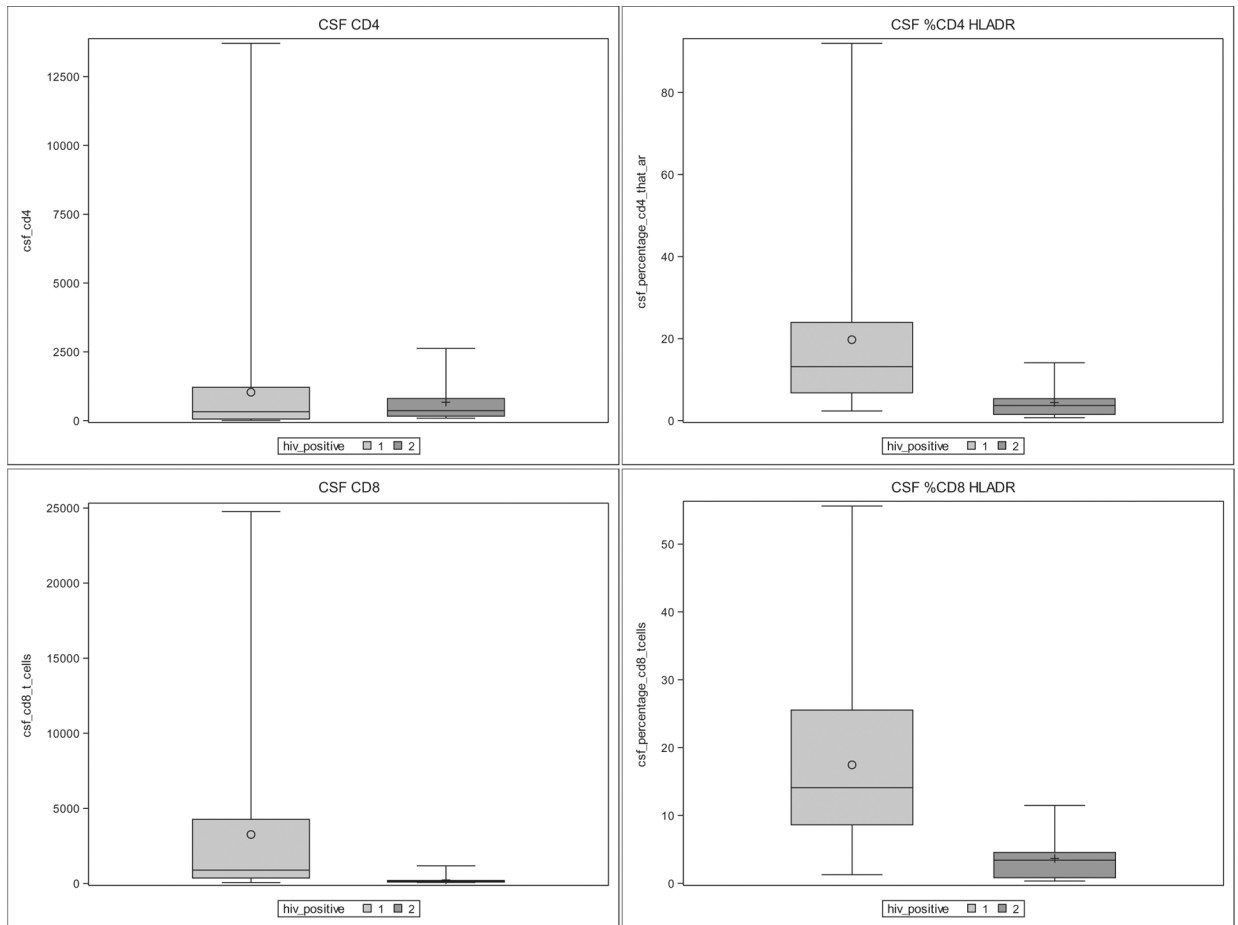 CSF CD4
12500
10000
7500
5000
2500
0
csf_cd4
hiv_positive 1 2
CSF %CD4 HLADR
80
60
40
20
0
csf_percentage_cd4_that_ar
hiv_positive 1 2
CSF CD8
25000
20000
15000
10000
5000
0
csf_cd8_t_cells
hiv_positive 1 2
CSF %CD8 HLADR
50
40
30
20
10
0
csf_percentage_cd8_tcells
hiv_positive 1 2